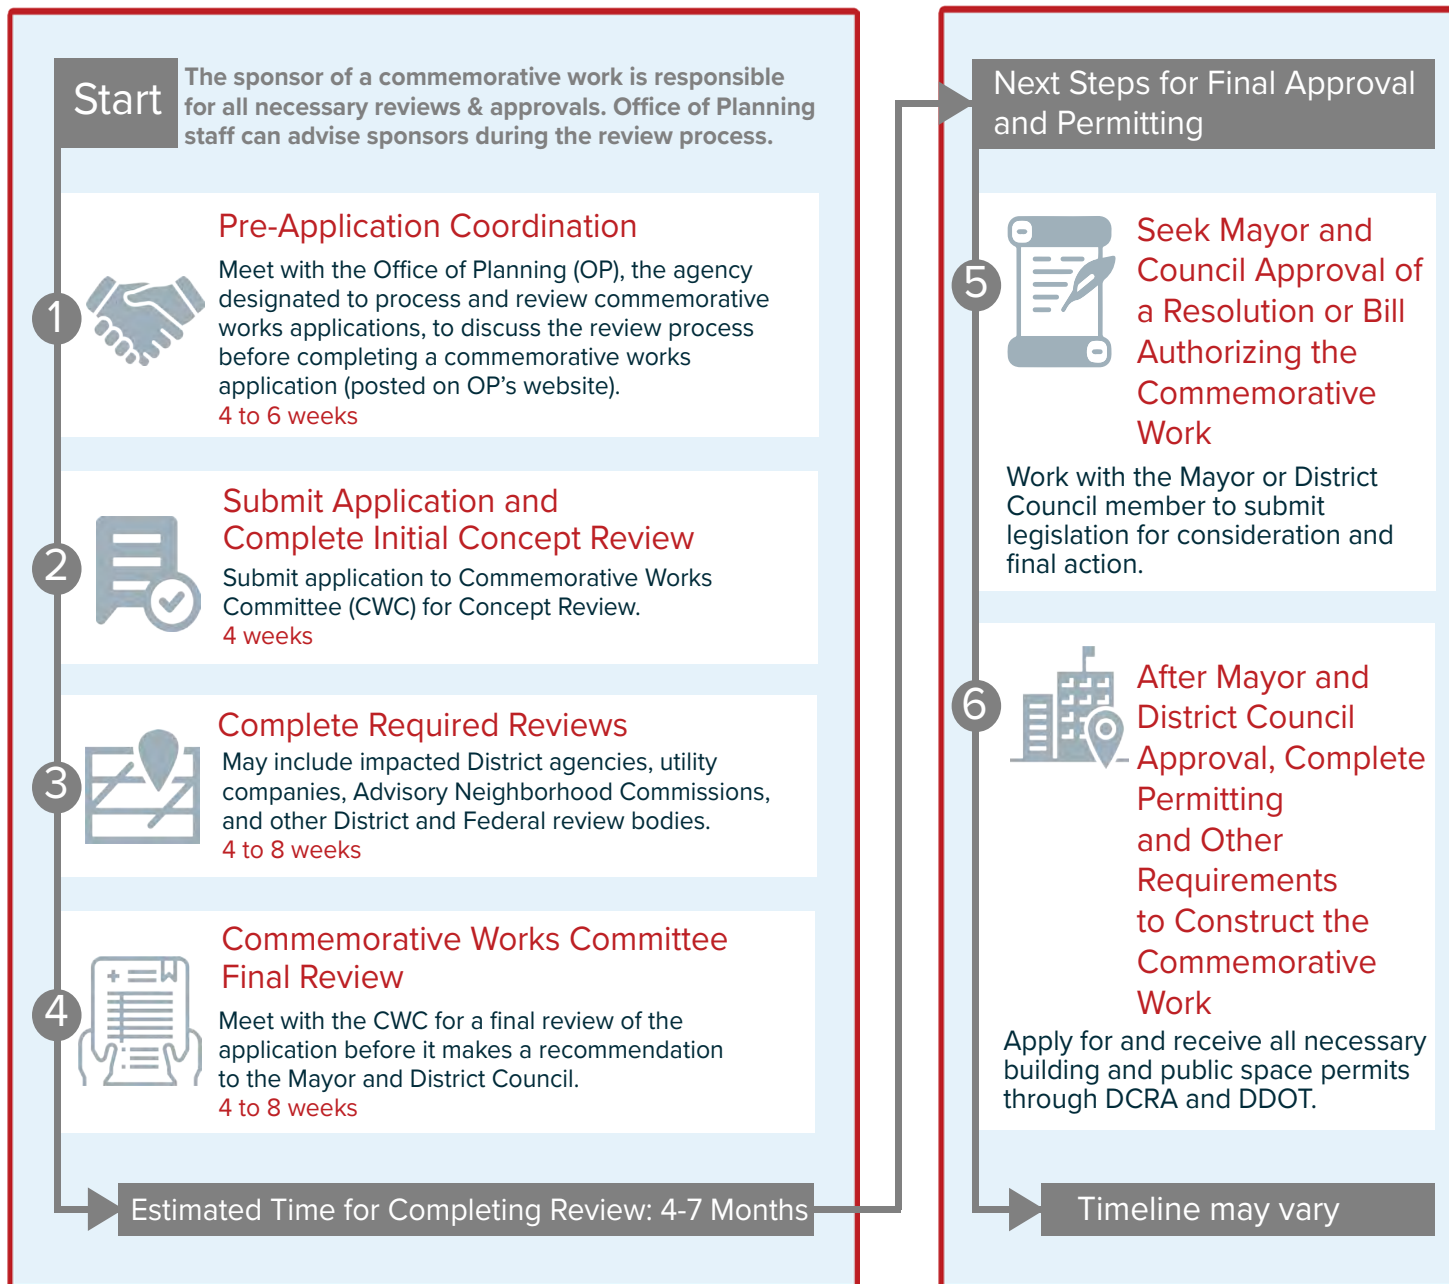 Start
The sponsor of a commemorative work is responsible
for all necessary reviews & approvals. Office of Planning
staff can advise sponsors during the review process.
1
Pre-Application Coordination
Meet with the Office of Planning (OP), the agency
designated to process and review commemorative
works applications, to discuss the review process
before completing a commemorative works
application (posted on OP’s website).
4 to 6 weeks
2
Submit Application and
Complete Initial Concept Review
Submit application to Commemorative Works
Committee (CWC) for Concept Review.
4 weeks
3
Complete Required Reviews
May include impacted District agencies, utility
companies, Advisory Neighborhood Commissions,
and other District and Federal review bodies.
4 to 8 weeks
4
Commemorative Works Committee
Final Review
Meet with the CWC for a final review of the
application before it makes a recommendation
to the Mayor and District Council.
4 to 8 weeks
Estimated Time for Completing Review: 4-7 Months
Next Steps for Final Approval
and Permitting
5
Seek Mayor and
Council Approval of
a Resolution or Bill
Authorizing the
Commemorative
Work
Work with the Mayor or District
Council member to submit
legislation for consideration and
final action.
6
After Mayor and
District Council
Approval, Complete
Permitting
and Other
Requirements
to Construct the
Commemorative
Work
Apply for and receive all necessary
building and public space permits
through DCRA and DDOT.
Timeline may vary